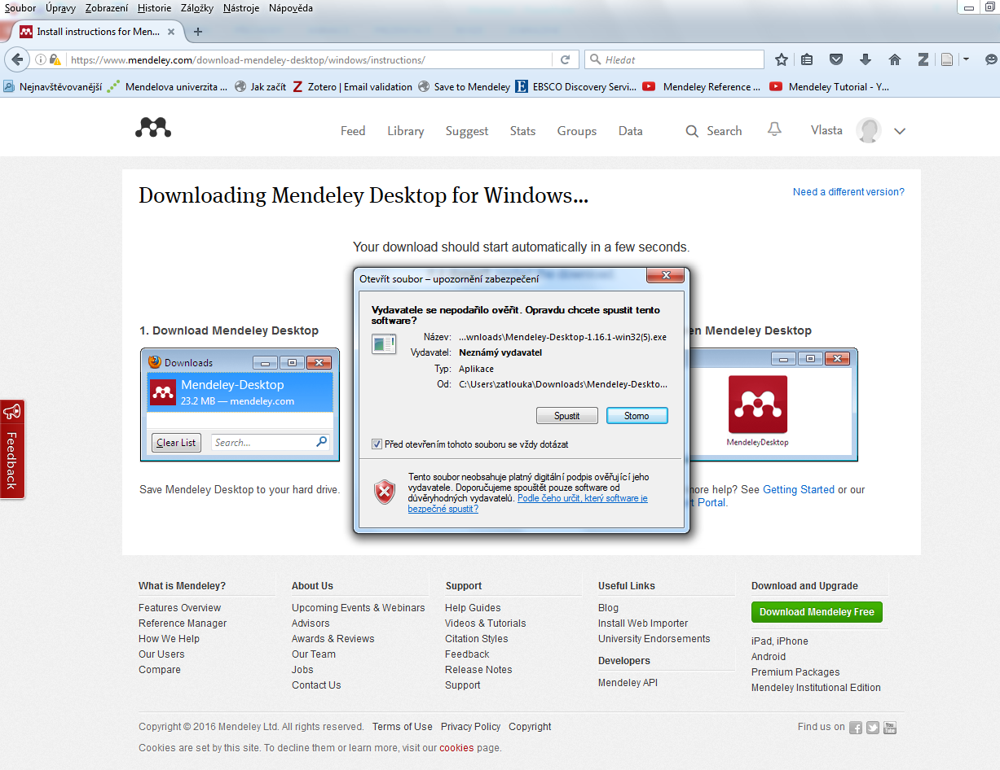 Soubor Úpravy Zobrazení Historie Záložky Nástroje Nápověda
Install instructions for Men...
https://www.mendeley.com/download-mendeley-desktop/windows/instructions/
Hledat
Nejnavštěvovanější Mendelova univerzita ... Jak začít Zotero | Email validation Save to Mendeley EBSCO Discovery Servi... Mendeley Reference ... Mendeley Tutorial - Y...
Feed Library Suggest Stats Groups Data Search Vlasta
Downloading Mendeley Desktop for Windows...
Need a different version?
Your download should start automatically in a few seconds.
Otevřít soubor – upozornění zabezpečení
Vydavatele se nepodařilo ověřit. Opravdu chcete spustit tento
software?
Název: ...wnloads\Mendeley-Desktop-1.16.1-win32(5).exe
Vydavatel: Neznámý vydavatel
Typ: Aplikace
Od: C:\Users\zatlouka\Downloads\Mendeley-Deskto...
Spustit Storno
Před otevřením tohoto souboru se vždy dotázat
Tento soubor neobsahuje platný digitální podpis ověřující jeho
vydavatele. Doporučujeme spouštět pouze software od
důvěryhodných vydavatelů. Podle čeho určit, který software je
bezpečné spustit?
1. Download Mendeley Desktop
Downloads
Mendeley-Desktop
23.2 MB — mendeley.com
Clear List Search...
Save Mendeley Desktop to your hard drive.
en Mendeley Desktop
MendeleyDesktop
more help? See Getting Started or our
t Portal.
Feedback
What is Mendeley?
Features Overview
Reference Manager
How We Help
Our Users
Compare
About Us
Upcoming Events & Webinars
Advisors
Awards & Reviews
Our Team
Jobs
Contact Us
Support
Help Guides
Videos & Tutorials
Citation Styles
Feedback
Release Notes
Support
Useful Links
Blog
Install Web Importer
University Endorsements
Developers
Mendeley API
Download and Upgrade
Download Mendeley Free
iPad, iPhone
Android
Premium Packages
Mendeley Institutional Edition
Copyright © 2016 Mendeley Ltd. All rights reserved. Terms of Use Privacy Policy Copyright
Find us on
You
Tube
Cookies are set by this site. To decline them or learn more, visit our cookies page.